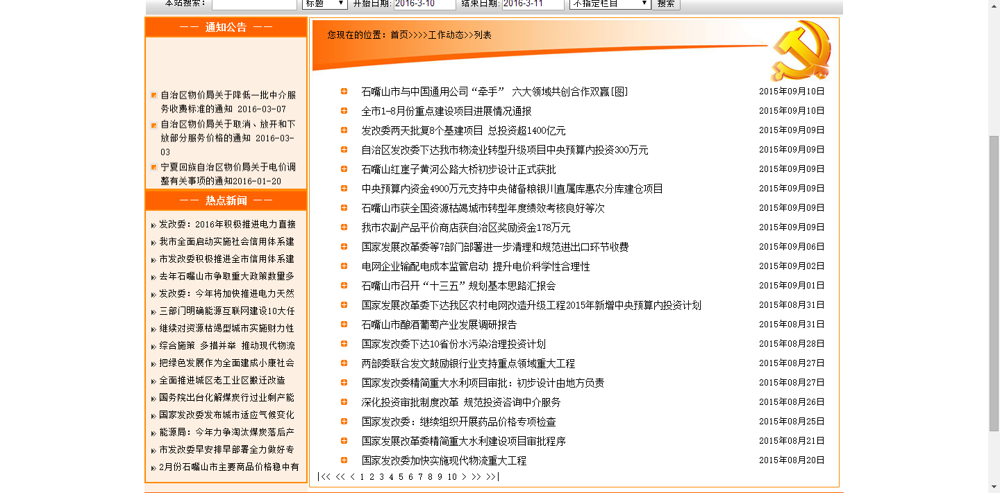 本站搜索： 标题 开始日期: 2016-3-10 结束日期: 2016-3-11 不指定栏目 搜索
—— 通知公告 ——
自治区物价局关于降低一批中介服
务收费标准的通知 2016-03-07
自治区物价局关于取消、放开和下
放部分服务价格的通知 2016-03-
03
宁夏回族自治区物价局关于电价调
整有关事项的通知2016-01-20
—— 热点新闻 ——
发改委：2016年积极推进电力直接
我市全面启动实施社会信用体系建
市发改委积极推进全市信用体系建
去年石嘴山市争取重大政策数量多
发改委：今年将加快推进电力天然
三部门明确能源互联网建设10大任
继续对资源枯竭型城市实施财力性
综合施策 多措并举 推动现代物流
把绿色发展作为全面建成小康社会
全面推进城区老工业区搬迁改造
国务院出台化解煤炭行过业剩产能
国家发改委发布城市适应气候变化
能源局：今年力争淘汰煤炭落后产
市发改委早安排早部署全力做好专
2月份石嘴山市主要商品价格稳中有
您现在的位置：首页>>>>工作动态>>列表
石嘴山市与中国通用公司“牵手” 六大领域共创合作双赢[图] 2015年09月10日
全市1-8月份重点建设项目进展情况通报 2015年09月10日
发改委两天批复8个基建项目 总投资超1400亿元 2015年09月09日
自治区发改委下达我市物流业转型升级项目中央预算内投资300万元 2015年09月09日
石嘴山红崖子黄河公路大桥初步设计正式获批 2015年09月09日
中央预算内资金4900万元支持中央储备粮银川直属库惠农分库建仓项目 2015年09月09日
石嘴山市获全国资源枯竭城市转型年度绩效考核良好等次 2015年09月09日
我市农副产品平价商店获自治区奖励资金178万元 2015年09月09日
国家发展改革委等7部门部署进一步清理和规范进出口环节收费 2015年09月06日
电网企业输配电成本监管启动 提升电价科学性合理性 2015年09月02日
石嘴山市召开“十三五”规划基本思路汇报会 2015年09月01日
国家发展改革委下达我区农村电网改造升级工程2015年新增中央预算内投资计划 2015年08月31日
石嘴山市酿酒葡萄产业发展调研报告 2015年08月31日
国家发改委下达10省份水污染治理投资计划 2015年08月28日
两部委联合发文鼓励银行业支持重点领域重大工程 2015年08月27日
国家发改委精简重大水利项目审批：初步设计由地方负责 2015年08月27日
深化投资审批制度改革 规范投资咨询中介服务 2015年08月26日
国家发改委：继续组织开展药品价格专项检查 2015年08月25日
国家发展改革委精简重大水利建设项目审批程序 2015年08月21日
国家发改委加快实施现代物流重大工程 2015年08月20日
|<< << < 1 2 3 4 5 6 7 8 9 10 > >> >>|